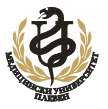 МЕДИЦИНСКИ УНИВЕРСИТЕТ
ПЛЕВЕН